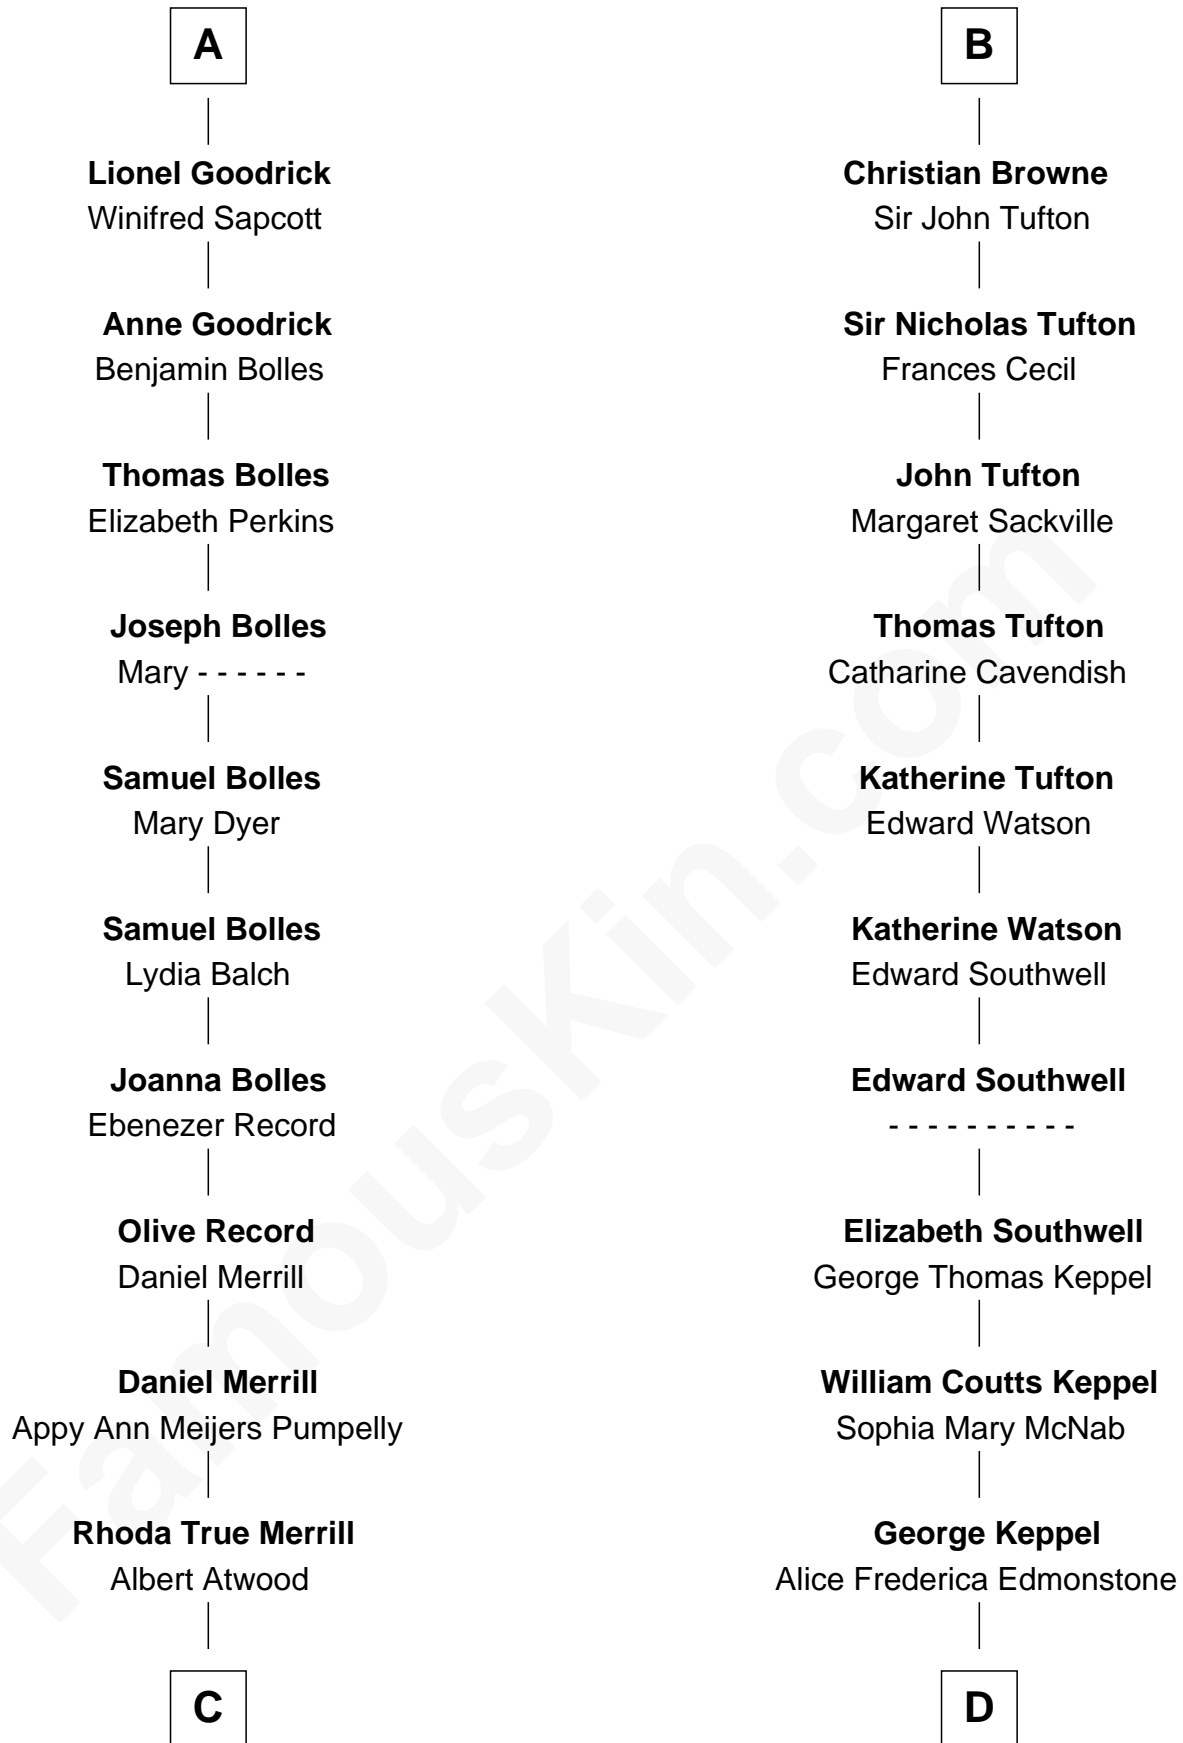 A
Lionel Goodrick
Winifred Sapcott
Anne Goodrick
Benjamin Bolles
Thomas Bolles
Elizabeth Perkins
Joseph Bolles
Mary - - - - - -
Samuel Bolles
Mary Dyer
Samuel Bolles
Lydia Balch
Joanna Bolles
Ebenezer Record
Olive Record
Daniel Merrill
Daniel Merrill
Appy Ann Meijers Pumpelly
Rhoda True Merrill
Albert Atwood
C
B
Christian Browne
Sir John Tufton
Sir Nicholas Tufton
Frances Cecil
John Tufton
Margaret Sackville
Thomas Tufton
Catharine Cavendish
Katherine Tufton
Edward Watson
Katherine Watson
Edward Southwell
Edward Southwell
- - - - - - - - - -
Elizabeth Southwell
George Thomas Keppel
William Coutts Keppel
Sophia Mary McNab
George Keppel
Alice Frederica Edmonstone
D
FamousKin.com